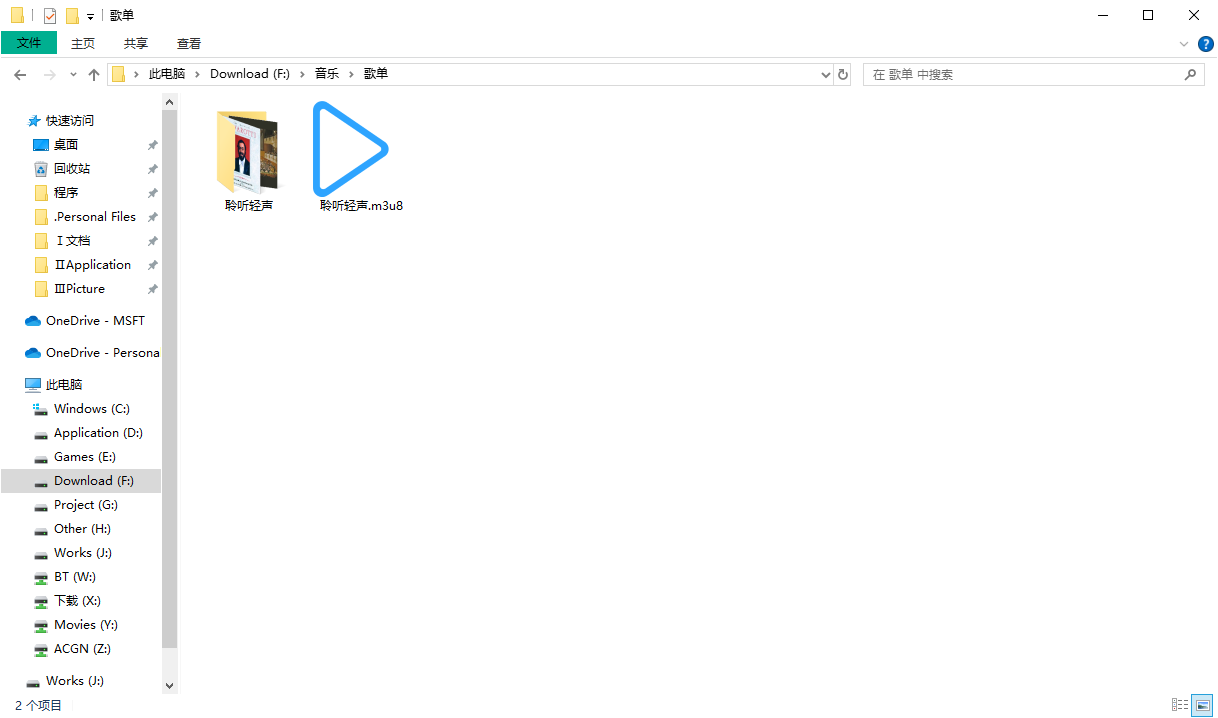 歌单
文件 主页 共享 查看
此电脑 Download (F:) 音乐 歌单
在 歌单 中搜索
快速访问
桌面
回收站
程序
.Personal Files
Ⅰ文档
ⅡApplication
ⅢPicture
OneDrive - MSFT
OneDrive - Persona
此电脑
Windows (C:)
Application (D:)
Games (E:)
Download (F:)
Project (G:)
Other (H:)
Works (J:)
BT (W:)
下载 (X:)
Movies (Y:)
ACGN (Z:)
Works (J:)
聆听轻声
聆听轻声.m3u8
2 个项目